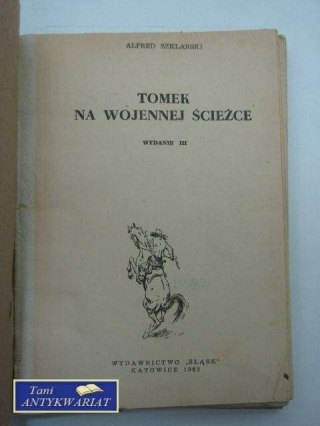 ALFRED SZKLARSKI
TOMEK
NA WOJENNEJ ŚCIEŻCE
WYDANIE III
WYDAWNICTWO „ŚLĄSK"
KATOWICE 1962
Tani
ANTYKWARIAT